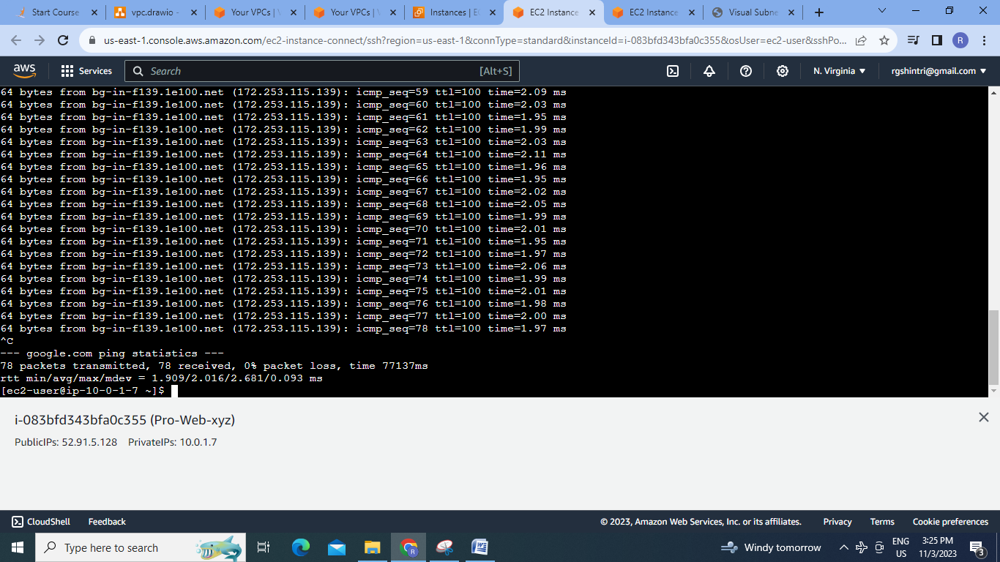 Start Course
vpc.drawio -
Your VPCs | V
Your VPCs | V
Instances | EC
EC2 Instance
EC2 Instance
Visual Subne
us-east-1.console.aws.amazon.com/ec2-instance-connect/ssh?region=us-east-1&connType=standard&instanceId=i-083bfd343bfa0c355&osUser=ec2-user&sshPo...
R
aws
Services
Search
[Alt+S]
N. Virginia
rgshintri@gmail.com
64 bytes from bg-in-f139.1e100.net (172.253.115.139): icmp_seq=59 ttl=100 time=2.09 ms
64 bytes from bg-in-f139.1e100.net (172.253.115.139): icmp_seq=60 ttl=100 time=2.03 ms
64 bytes from bg-in-f139.1e100.net (172.253.115.139): icmp_seq=61 ttl=100 time=1.95 ms
64 bytes from bg-in-f139.1e100.net (172.253.115.139): icmp_seq=62 ttl=100 time=1.99 ms
64 bytes from bg-in-f139.1e100.net (172.253.115.139): icmp_seq=63 ttl=100 time=2.03 ms
64 bytes from bg-in-f139.1e100.net (172.253.115.139): icmp_seq=64 ttl=100 time=2.11 ms
64 bytes from bg-in-f139.1e100.net (172.253.115.139): icmp_seq=65 ttl=100 time=1.96 ms
64 bytes from bg-in-f139.1e100.net (172.253.115.139): icmp_seq=66 ttl=100 time=1.95 ms
64 bytes from bg-in-f139.1e100.net (172.253.115.139): icmp_seq=67 ttl=100 time=2.02 ms
64 bytes from bg-in-f139.1e100.net (172.253.115.139): icmp_seq=68 ttl=100 time=2.05 ms
64 bytes from bg-in-f139.1e100.net (172.253.115.139): icmp_seq=69 ttl=100 time=1.99 ms
64 bytes from bg-in-f139.1e100.net (172.253.115.139): icmp_seq=70 ttl=100 time=2.01 ms
64 bytes from bg-in-f139.1e100.net (172.253.115.139): icmp_seq=71 ttl=100 time=1.95 ms
64 bytes from bg-in-f139.1e100.net (172.253.115.139): icmp_seq=72 ttl=100 time=1.97 ms
64 bytes from bg-in-f139.1e100.net (172.253.115.139): icmp_seq=73 ttl=100 time=2.06 ms
64 bytes from bg-in-f139.1e100.net (172.253.115.139): icmp_seq=74 ttl=100 time=1.99 ms
64 bytes from bg-in-f139.1e100.net (172.253.115.139): icmp_seq=75 ttl=100 time=2.01 ms
64 bytes from bg-in-f139.1e100.net (172.253.115.139): icmp_seq=76 ttl=100 time=1.98 ms
64 bytes from bg-in-f139.1e100.net (172.253.115.139): icmp_seq=77 ttl=100 time=2.00 ms
64 bytes from bg-in-f139.1e100.net (172.253.115.139): icmp_seq=78 ttl=100 time=1.97 ms
^C
--- google.com ping statistics ---
78 packets transmitted, 78 received, 0% packet loss, time 77137ms
rtt min/avg/max/mdev = 1.909/2.016/2.681/0.093 ms
[ec2-user@ip-10-0-1-7 ~]$
i-083bfd343bfa0c355 (Pro-Web-xyz)
PublicIPs: 52.91.5.128 PrivateIPs: 10.0.1.7
CloudShell
Feedback
© 2023, Amazon Web Services, Inc. or its affiliates.
Privacy
Terms
Cookie preferences
Type here to search
R
Windy tomorrow
ENG
US
3:25 PM
11/3/2023
3